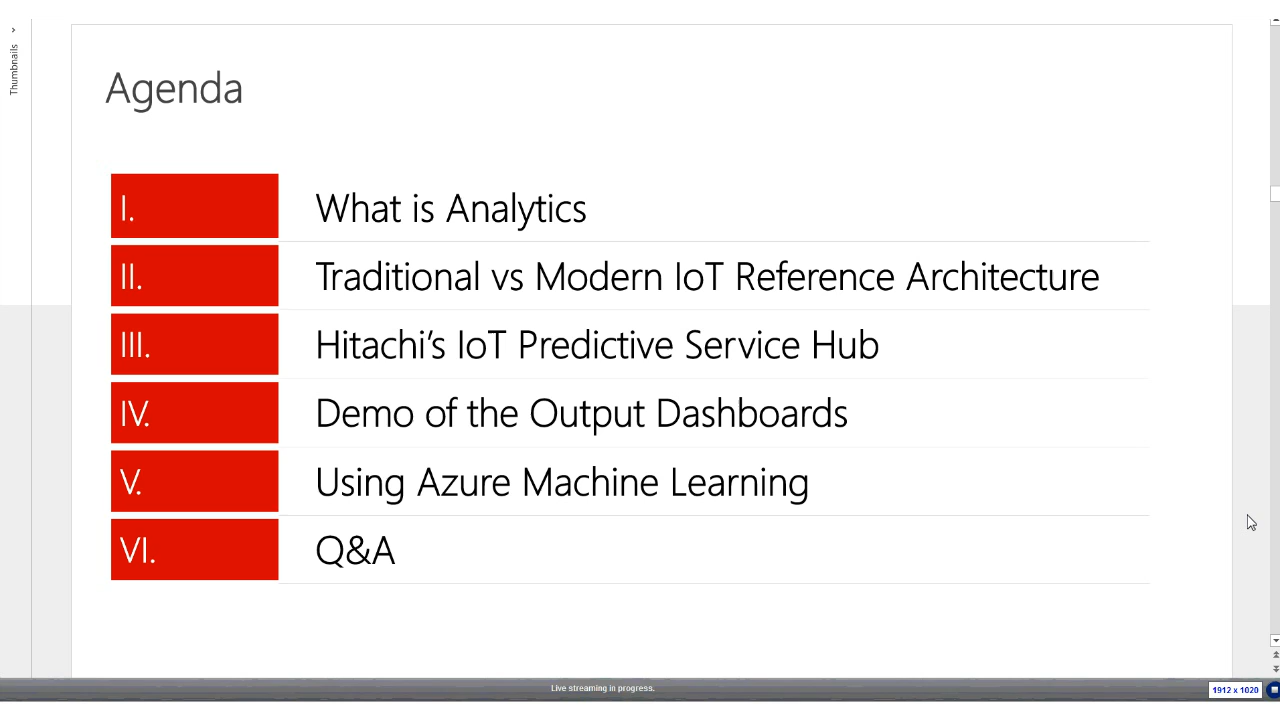 Thumbnails
Agenda
I. What is Analytics
II. Traditional vs Modern IoT Reference Architecture
III. Hitachi’s IoT Predictive Service Hub
IV. Demo of the Output Dashboards
V. Using Azure Machine Learning
VI. Q&A
Live streaming in progress.
1912 x 1020